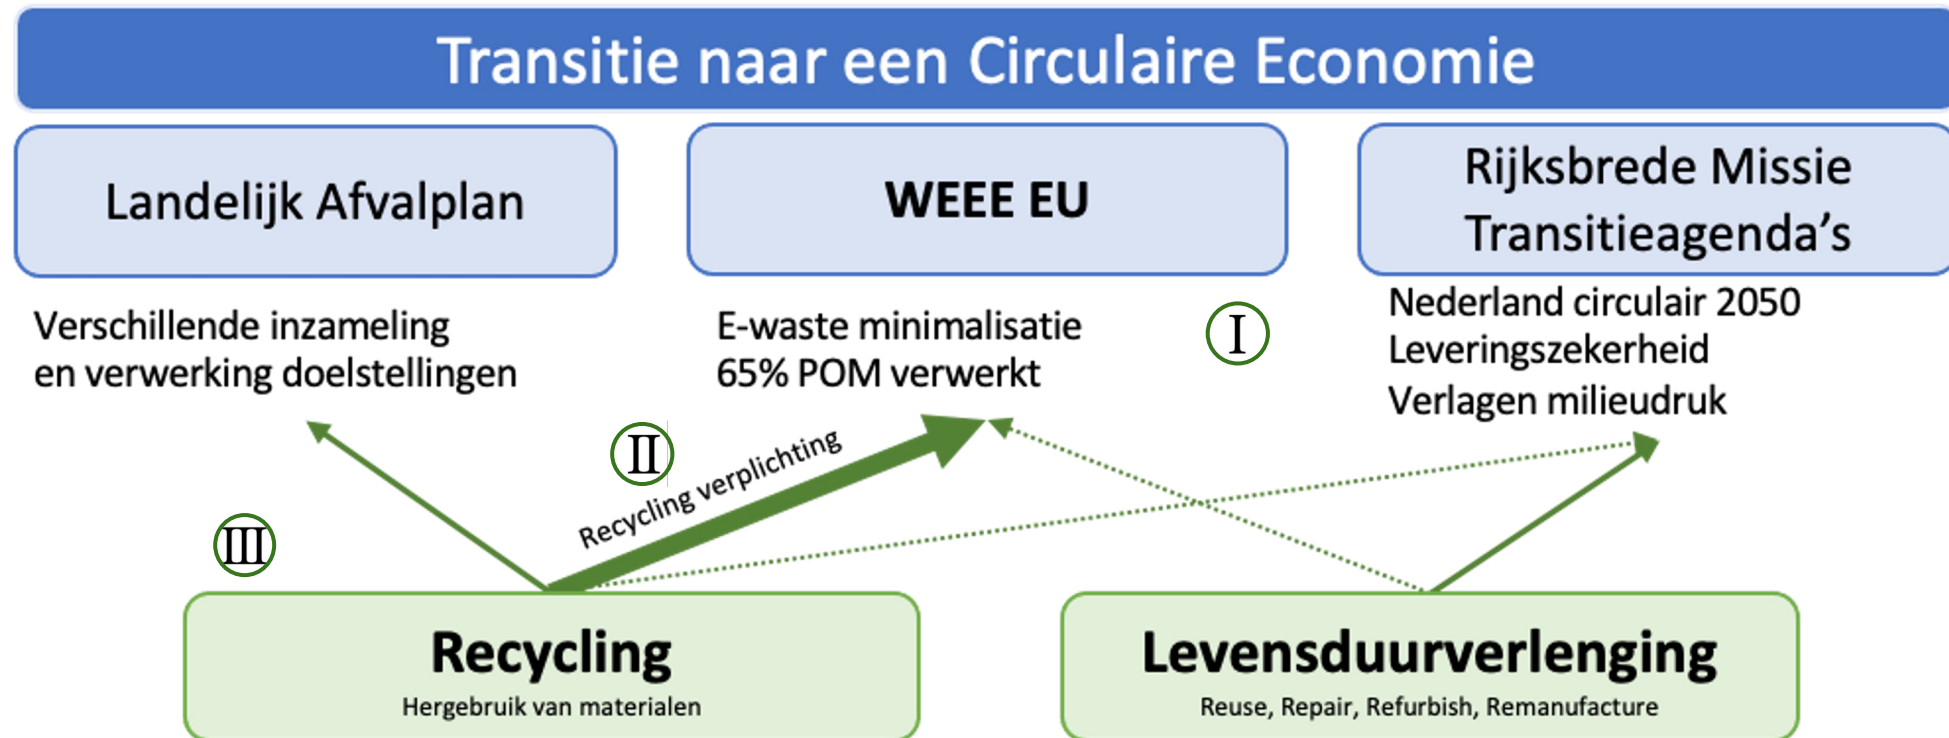 Transitie naar een Circulaire Economie
Landelijk Afvalplan
WEEE EU
Rijksbrede Missie
Transitieagenda's
Verschillende inzameling
en verwerking doelstellingen
E-waste minimalisatie
65% POM verwerkt
I
Nederland circulair 2050
Leveringszekerheid
Verlagen milieudruk
II
Recycling verplichting
III
Recycling
Hergebruik van materialen
Levensduurverlenging
Reuse, Repair, Refurbish, Remanufacture